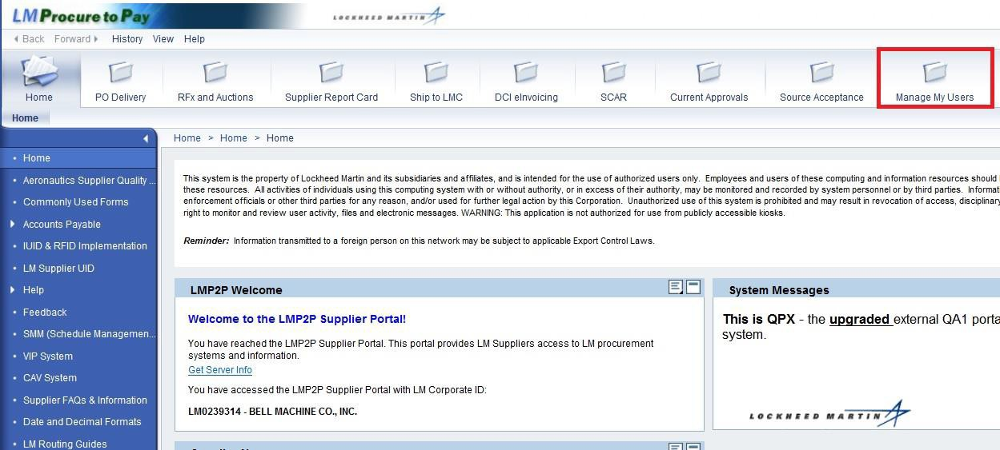 LM Procure to Pay
LOCKHEED MARTIN
Back Forward History View Help
Home PO Delivery RFx and Auctions Supplier Report Card Ship to LMC DCI eInvoicing SCAR Current Approvals Source Acceptance Manage My Users
Home
Home > Home > Home
Home
Aeronautics Supplier Quality ...
Commonly Used Forms
Accounts Payable
IUID & RFID Implementation
LM Supplier UID
Help
Feedback
SMM (Schedule Managemen...
VIP System
CAV System
Supplier FAQs & Information
Date and Decimal Formats
LM Routing Guides
This system is the property of Lockheed Martin and its subsidiaries and affiliates, and is intended for the use of authorized users only. Employees and users of these computing and information resources should
these resources. All activities of individuals using this computing system with or without authority, or in excess of their authority, may be monitored and recorded by system personnel or by third parties. Informat
enforcement officials or other third parties for any reason, and/or used for further legal action by this Corporation. Unauthorized use of this system is prohibited and may result in revocation of access, disciplinary
right to monitor and review user activity, files and electronic messages. WARNING: This application is not authorized for use from publicly accessible kiosks.
Reminder: Information transmitted to a foreign person on this network may be subject to applicable Export Control Laws.
LMP2P Welcome
Welcome to the LMP2P Supplier Portal!
You have reached the LMP2P Supplier Portal. This portal provides LM Suppliers access to LM procurement
systems and information.
Get Server Info
You have accessed the LMP2P Supplier Portal with LM Corporate ID:
LM0239314 - BELL MACHINE CO., INC.
System Messages
This is QPX - the upgraded external QA1 porta
system.
LOCKHEED MARTIN